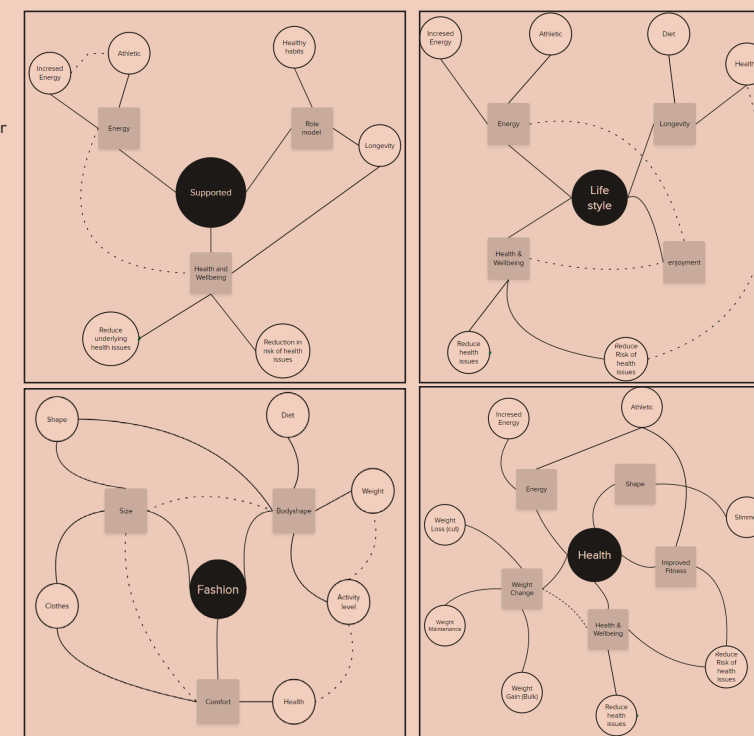 r
Athletic
Incresed
Energy
Healthy
habits
Energy
Role
model
Longevity
Supported
Health and
Wellbeing
Reduce
underlying
health issues
Reduction in
risk of health
issues
Incresed
Energy
Athletic
Diet
Health
Energy
Longevity
Life
style
Health &
Wellbeing
enjoyment
Reduce
health
issues
Reduce
Risk of
health
issues
Shape
Diet
Weight
Size
Bodyshape
Fashion
Clothes
Activity
level
Comfort
Health
Incresed
Energy
Athletic
Energy
Shape
Slimme
Weight
Loss (cut)
Health
Improved
Fitness
Weight
Change
Weight
Maintenance
Health &
Wellbeing
Reduce
Risk of
health
issues
Weight
Gain (Bulk)
Reduce
health
issues